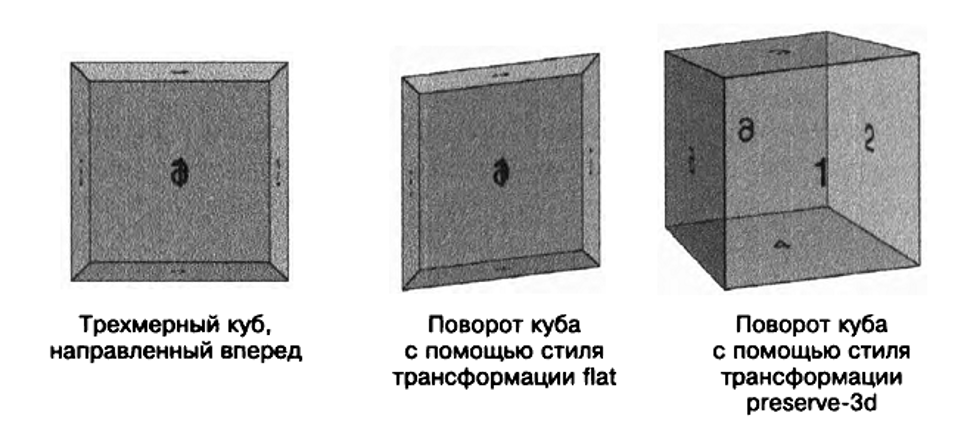 6
1
2
Трехмерный куб,
направленный вперед
Поворот куба
с помощью стиля
трансформации flat
Поворот куба
с помощью стиля
трансформации
preserve-3d